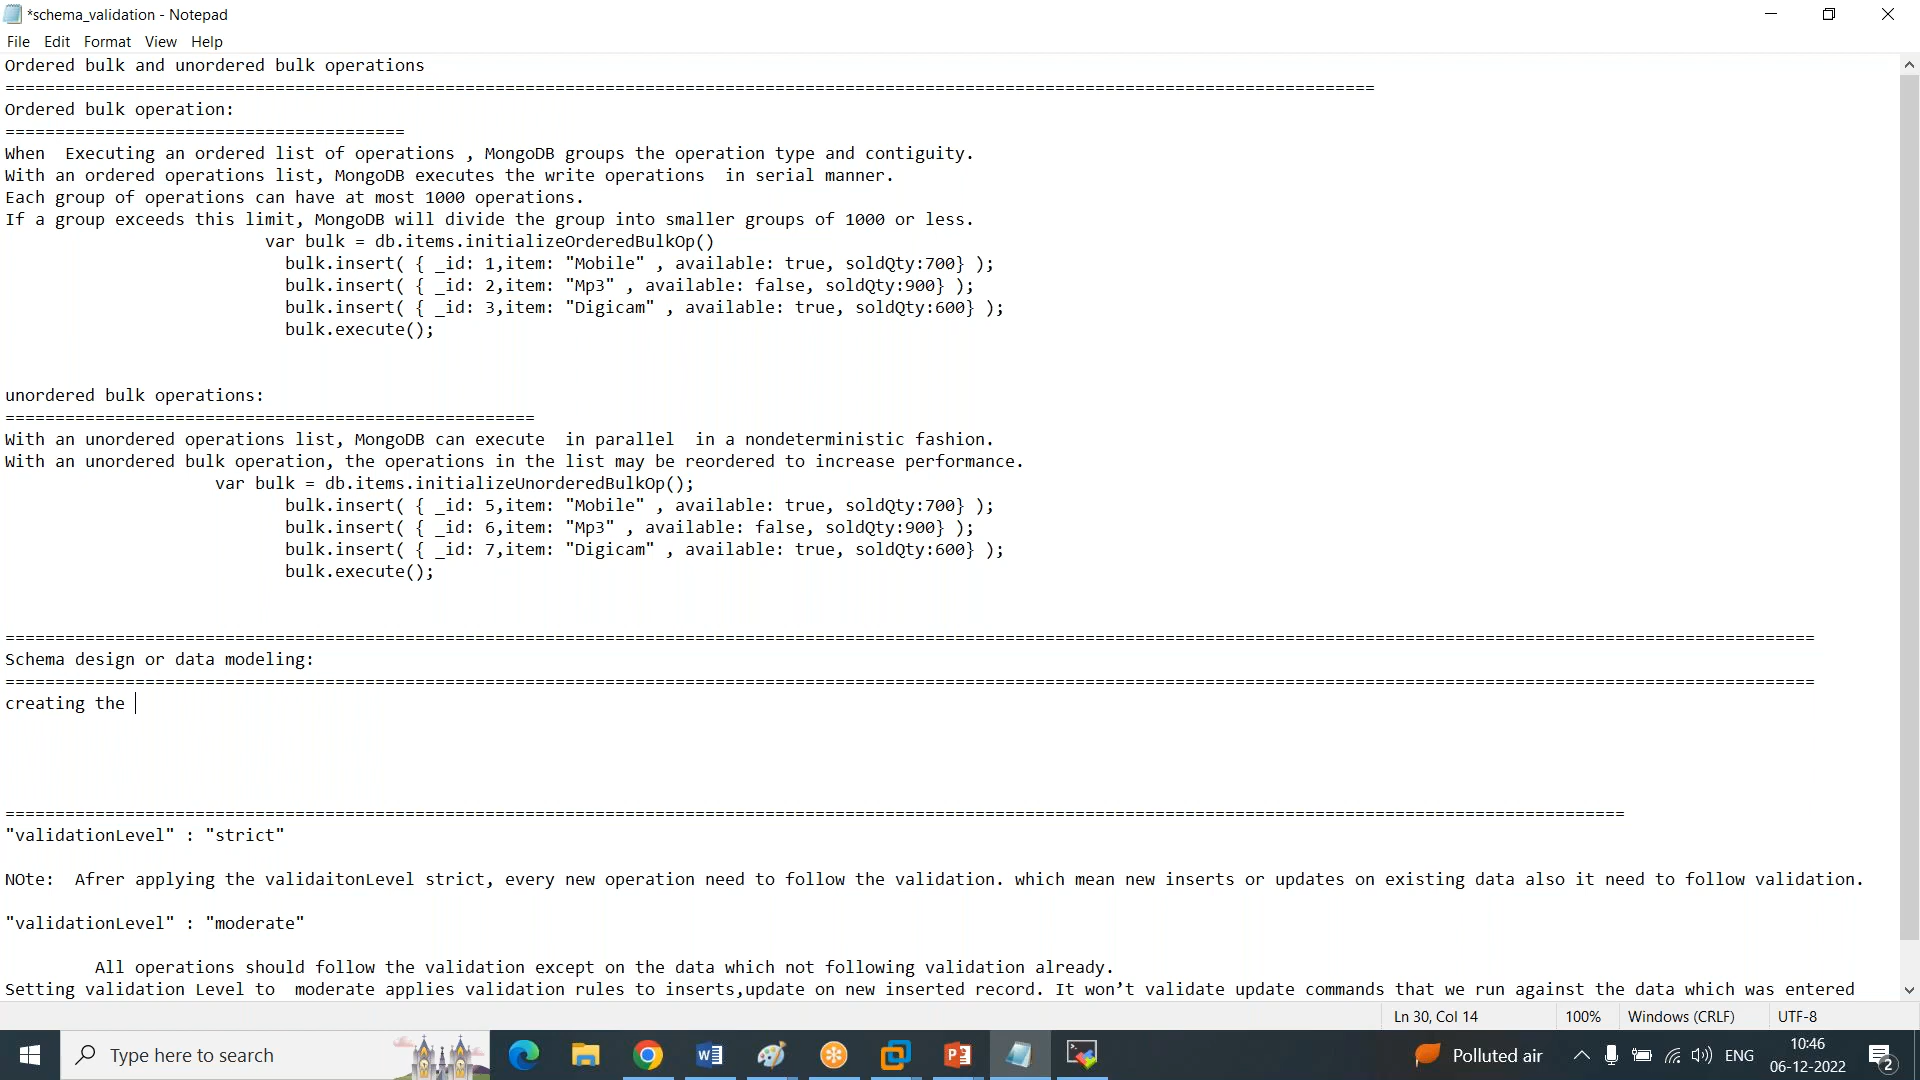 *schema_validation - Notepad
File Edit Format View Help
Ordered bulk and unordered bulk operations
=========================================================================================================================================
Ordered bulk operation:
========================================
When  Executing an ordered list of operations , MongoDB groups the operation type and contiguity.
With an ordered operations list, MongoDB executes the write operations  in serial manner.
Each group of operations can have at most 1000 operations.
If a group exceeds this limit, MongoDB will divide the group into smaller groups of 1000 or less.
var bulk = db.items.initializeOrderedBulkOp()
bulk.insert( { _id: 1,item: "Mobile" , available: true, soldQty:700} );
bulk.insert( { _id: 2,item: "Mp3" , available: false, soldQty:900} );
bulk.insert( { _id: 3,item: "Digicam" , available: true, soldQty:600} );
bulk.execute();
unordered bulk operations:
=====================================================
With an unordered operations list, MongoDB can execute  in parallel  in a nondeterministic fashion.
With an unordered bulk operation, the operations in the list may be reordered to increase performance.
var bulk = db.items.initializeUnorderedBulkOp();
bulk.insert( { _id: 5,item: "Mobile" , available: true, soldQty:700} );
bulk.insert( { _id: 6,item: "Mp3" , available: false, soldQty:900} );
bulk.insert( { _id: 7,item: "Digicam" , available: true, soldQty:600} );
bulk.execute();
=====================================================================================================================================================================================
Schema design or data modeling:
=====================================================================================================================================================================================
creating the
==================================================================================================================================================================
"validationLevel" : "strict"
NOte:  Afrer applying the validaitonLevel strict, every new operation need to follow the validation. which mean new inserts or updates on existing data also it need to follow validation.
"validationLevel" : "moderate"
All operations should follow the validation except on the data which not following validation already.
Setting validation Level to  moderate applies validation rules to inserts,update on new inserted record. It won’t validate update commands that we run against the data which was entered
Ln 30, Col 14 100% Windows (CRLF) UTF-8
Type here to search
Polluted air ENG 10:46
06-12-2022 2